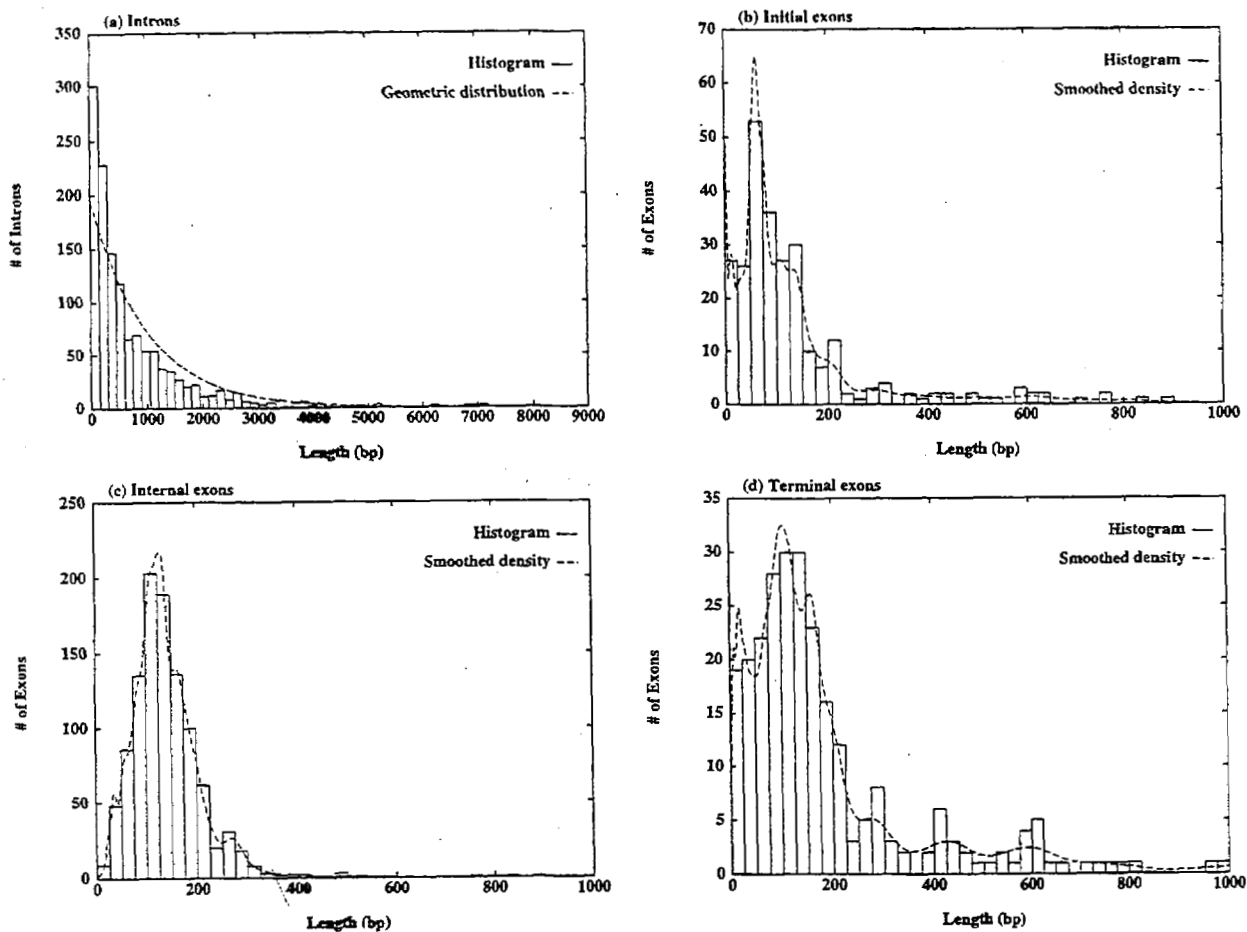 (a) Introns
350
300
250
200
150
100
50
0
# of Introns
Histogram
Geometric distribution
0 1000 2000 3000 4000 5000 6000 7000 8000 9000
Length (bp)
(b) Initial exons
70
60
50
40
30
20
10
0
# of Exons
Histogram
Smoothed density
0 200 400 600 800 1000
Length (bp)
(c) Internal exons
250
200
150
100
50
0
# of Exons
Histogram
Smoothed density
0 200 400 600 800 1000
Length (bp)
(d) Terminal exons
35
30
25
20
15
10
5
0
# of Exons
Histogram
Smoothed density
0 200 400 600 800 1000
Length (bp)